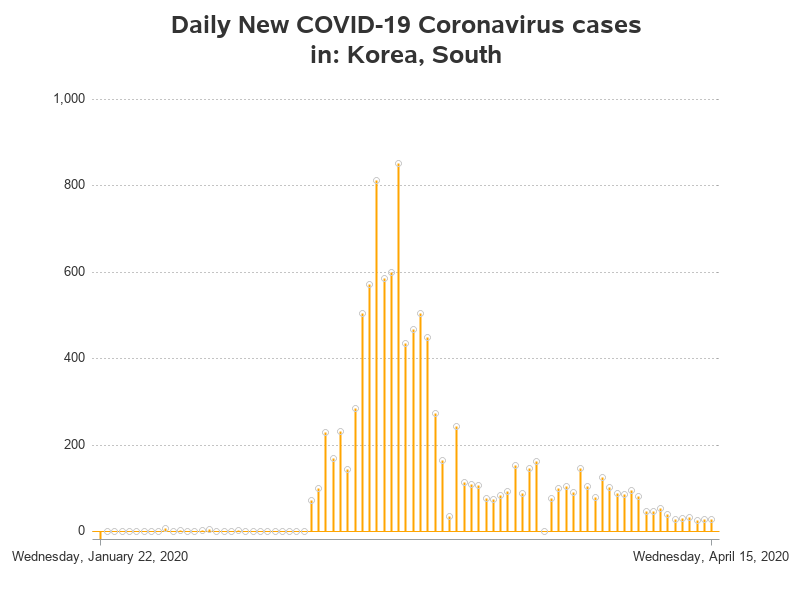 Daily New COVID-19 Coronavirus cases
in: Korea, South
1,000
800
600
400
200
0
Wednesday, January 22, 2020
Wednesday, April 15, 2020